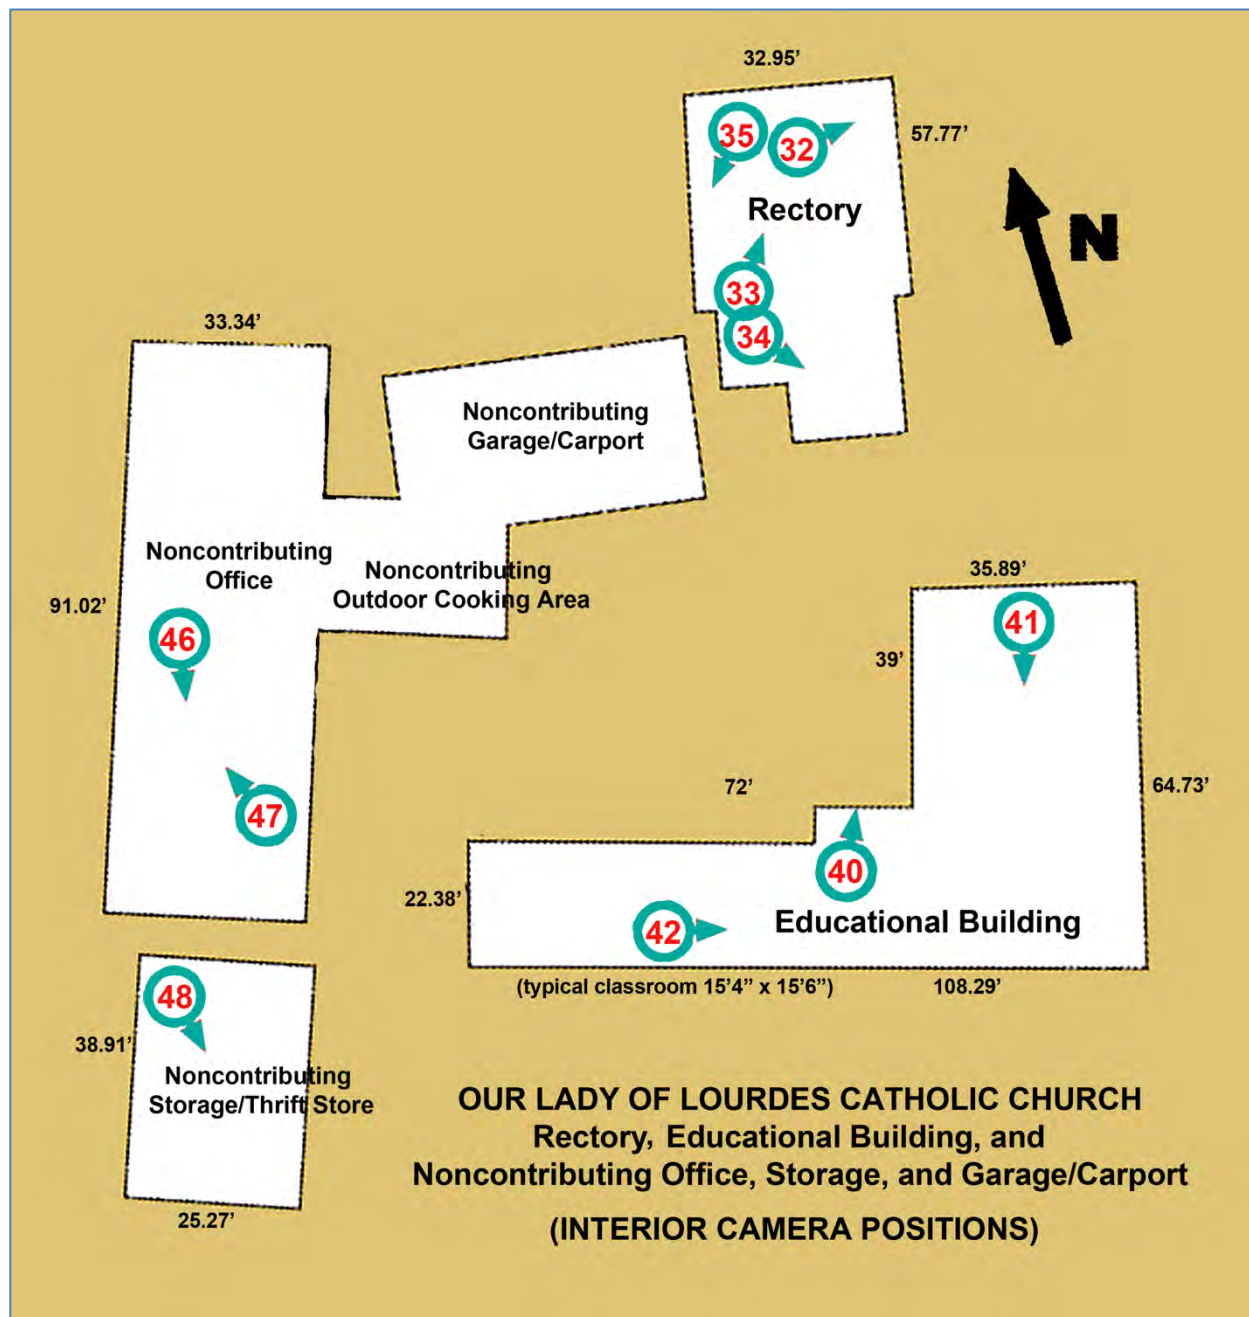 32.95’
35
32
57.77’
Rectory
N
33
34
33.34’
Noncontributing
Garage/Carport
Noncontributing
Office
Noncontributing
Outdoor Cooking Area
91.02’
46
47
35.89’
41
39’
72’
64.73’
40
22.38’
42
Educational Building
(typical classroom 15’4” x 15’6”)
108.29’
48
38.91’
Noncontributing
Storage/Thrift Store
25.27’
OUR LADY OF LOURDES CATHOLIC CHURCH
Rectory, Educational Building, and
Noncontributing Office, Storage, and Garage/Carport
(INTERIOR CAMERA POSITIONS)